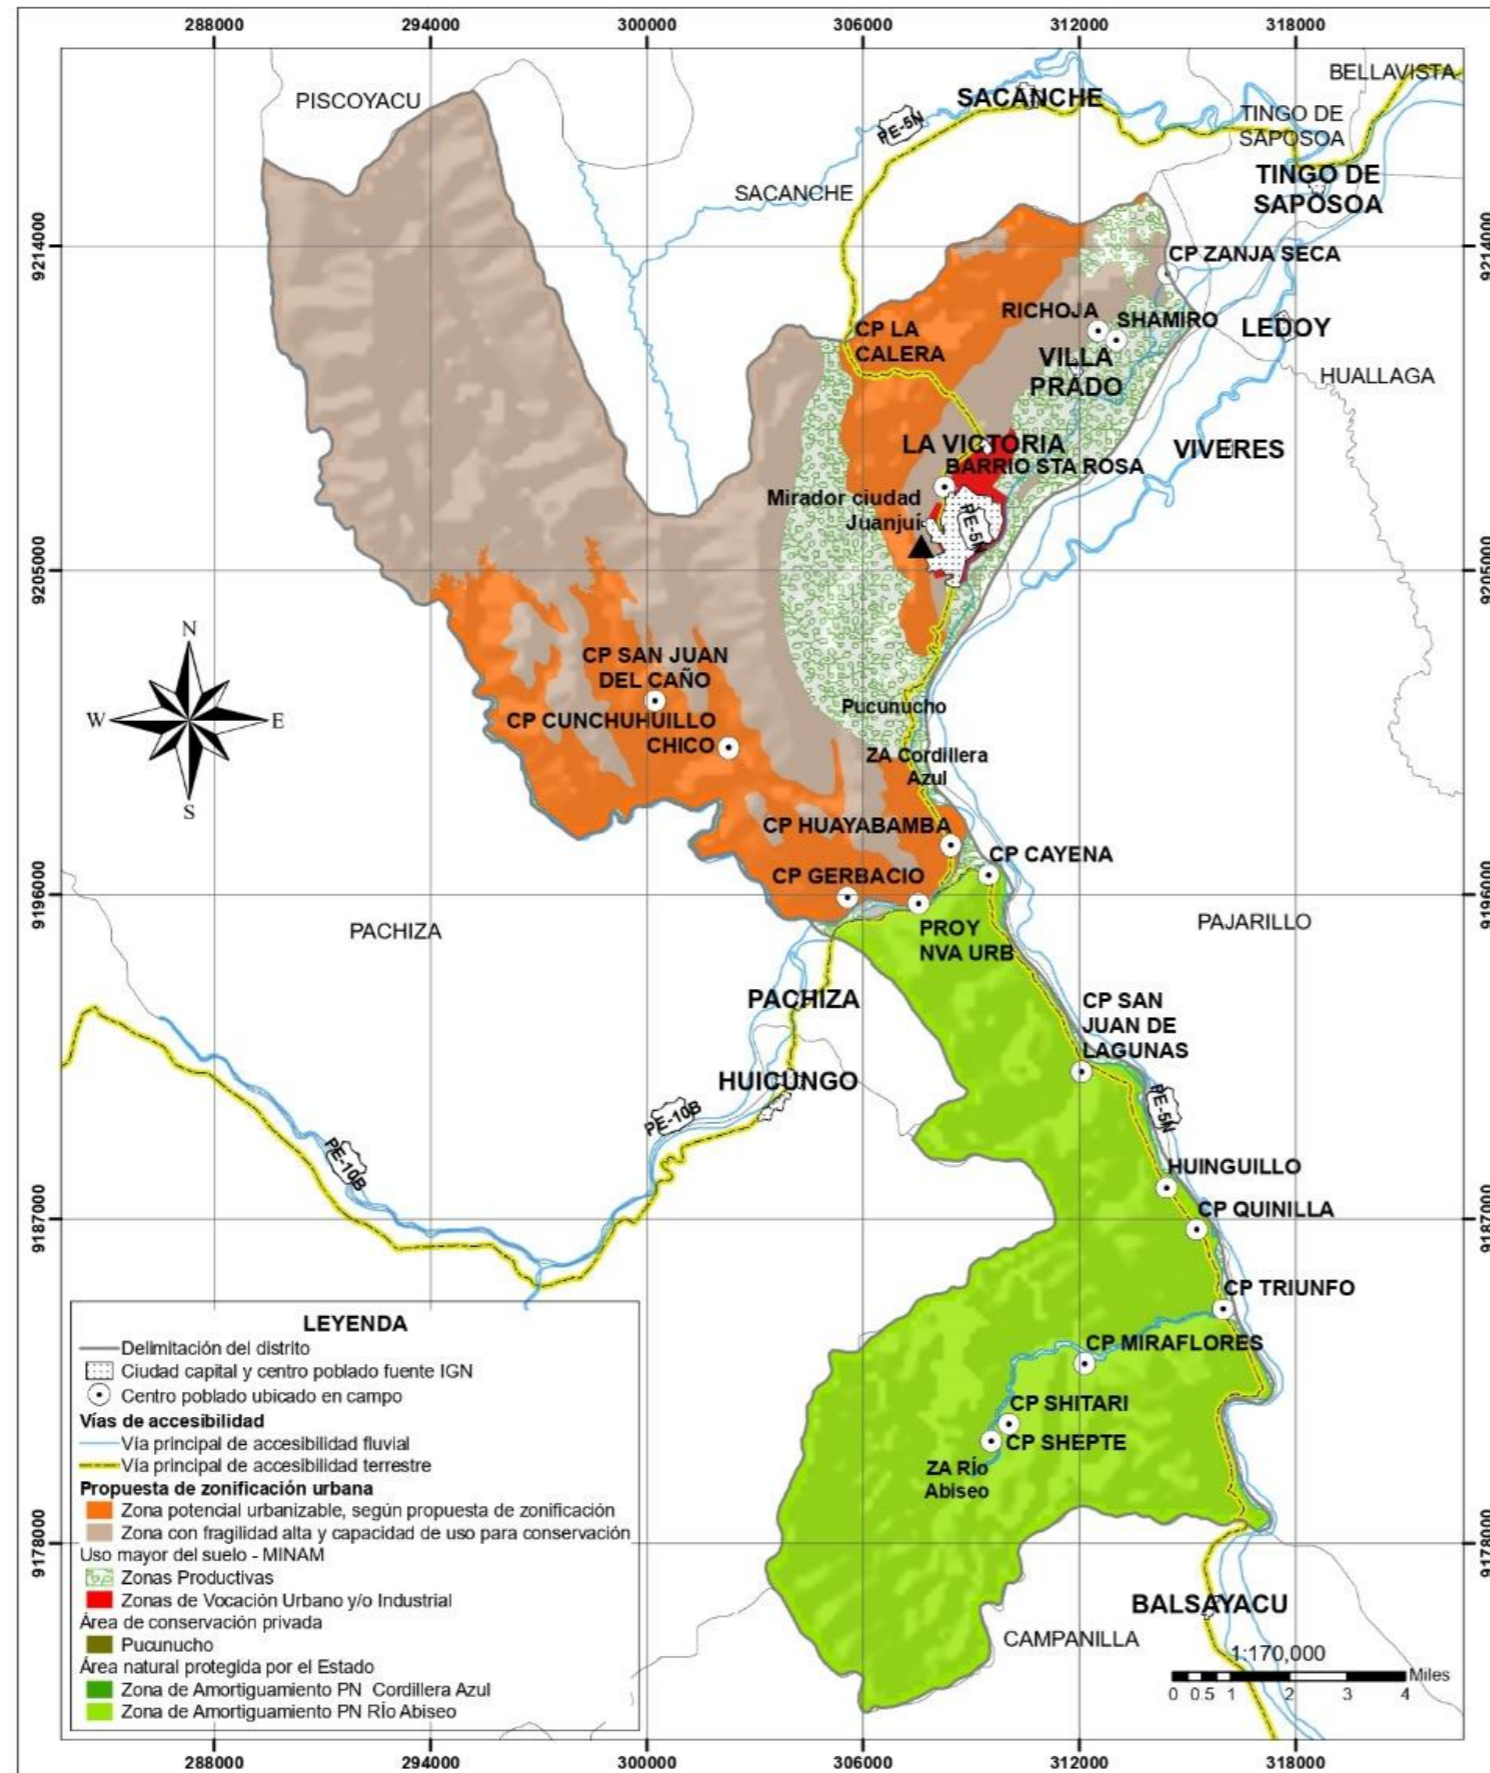 288000
294000
300000
306000
312000
318000
BELLAVISTA
PISCOYACU
SACANCHE
PE-5N
TINGO DE
SAPOSOA
TINGO DE
SAPOSOA
SACANCHE
9214000
9214000
CP ZANJA SECA
RICHOJA
SHAMIRO
LEDOY
CP LA
CALERA
VILLA
PRADO
HUALLAGA
LA VICTORIA
VIVERES
BARRIO STA ROSA
Mirador ciudad
Juanjuí
PE-5N
9205000
9205000
N
W
E
S
CP SAN JUAN
DEL CAÑO
CP CUNCHUHUILLO
CHICO
Pucunucho
ZA Cordillera
Azul
CP HUAYABAMBA
CP CAYENA
CP GERBACIO
9196000
9196000
PROY
NVA URB
PACHIZA
PAJARILLO
PACHIZA
CP SAN
JUAN DE
LAGUNAS
HUICUNGO
PE-10B
PE-10B
PE-5N
HUINGUILLO
CP QUINILLA
9187000
9187000
CP TRIUNFO
CP MIRAFLORES
CP SHITARI
CP SHEPTE
ZA Río
Abiseo
9178000
9178000
BALSAYACU
CAMPANILLA
LEYENDA
Delimitación del distrito
Ciudad capital y centro poblado fuente IGN
Centro poblado ubicado en campo
Vías de accesibilidad
Vía principal de accesibilidad fluvial
Vía principal de accesibilidad terrestre
Propuesta de zonificación urbana
Zona potencial urbanizable, según propuesta de zonificación
Zona con fragilidad alta y capacidad de uso para conservación
Uso mayor del suelo - MINAM
Zonas Productivas
Zonas de Vocación Urbano y/o Industrial
Área de conservación privada
Pucunucho
Área natural protegida por el Estado
Zona de Amortiguamiento PN Cordillera Azul
Zona de Amortiguamiento PN Río Abiseo
1:170,000
Miles
0 0.5 1 2 3 4
288000
294000
300000
306000
312000
318000